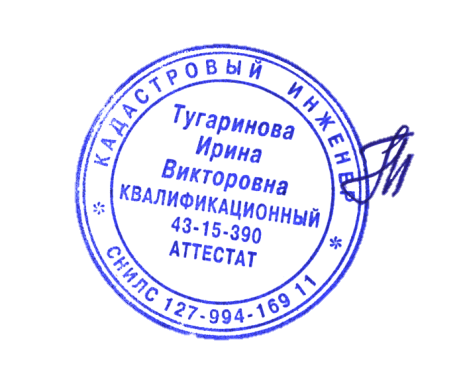 КАДАСТРОВЫЙ ИНЖЕНЕР
Тугаринова
Ирина
Викторовна
КВАЛИФИКАЦИОННЫЙ
43-15-390
АТТЕСТАТ
* СНИЛС 127-994-169 11 *